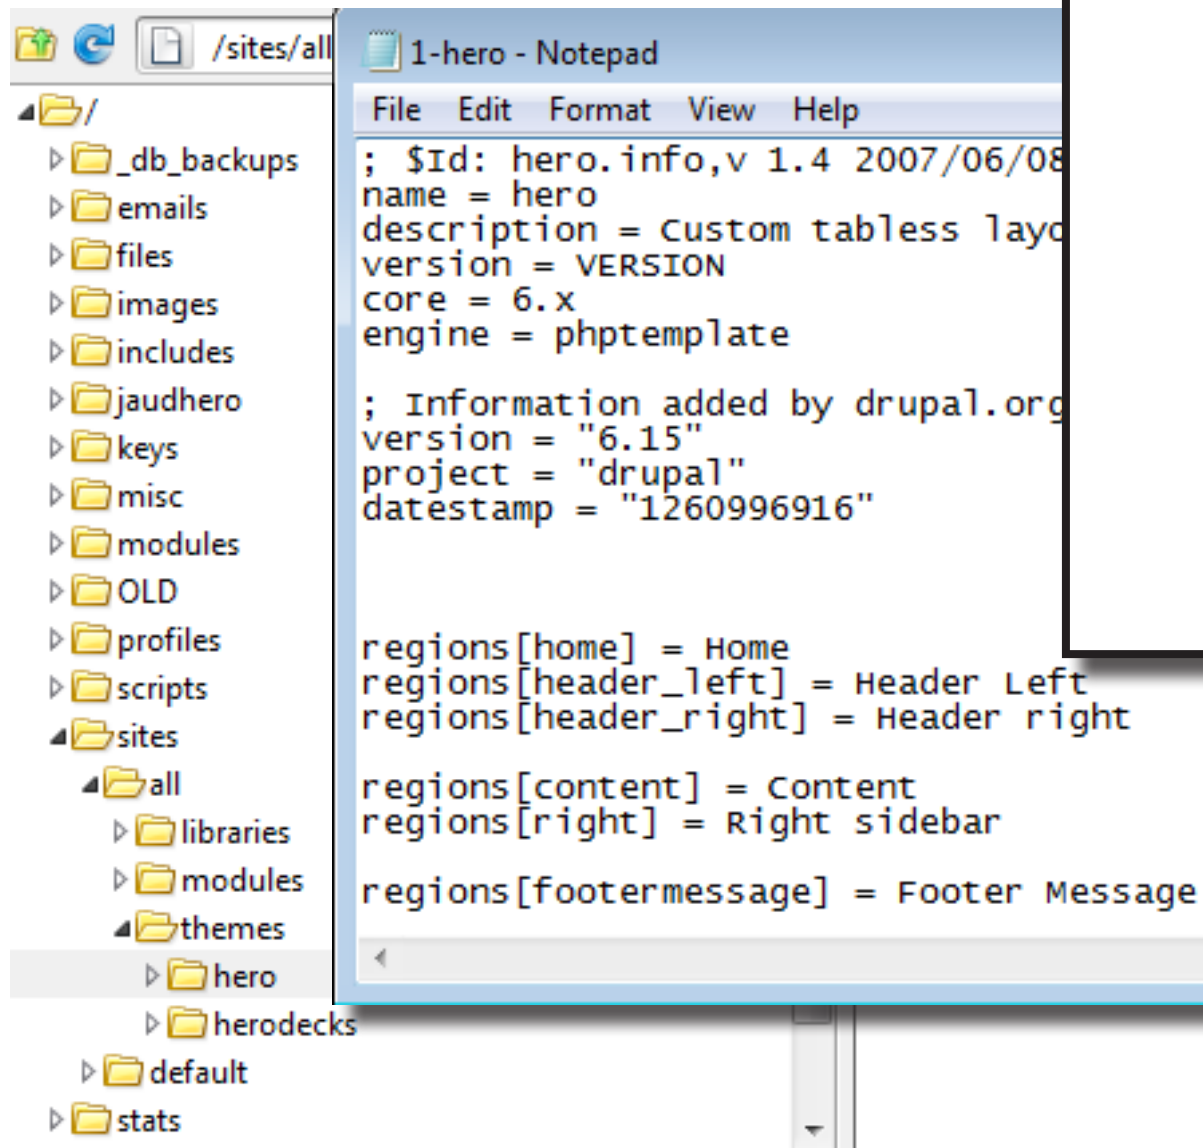 /sites/all
/
_db_backups
emails
files
images
includes
jaudhero
keys
misc
modules
OLD
profiles
scripts
sites
all
libraries
modules
themes
hero
herodecks
default
stats
1-hero - Notepad
File Edit Format View Help
; $Id: hero.info,v 1.4 2007/06/08
name = hero
description = Custom tabless layo
version = VERSION
core = 6.x
engine = phptemplate
; Information added by drupal.org
version = "6.15"
project = "drupal"
datestamp = "1260996916"
regions[home] = Home
regions[header_left] = Header Left
regions[header_right] = Header right
regions[content] = Content
regions[right] = Right sidebar
regions[footermessage] = Footer Message